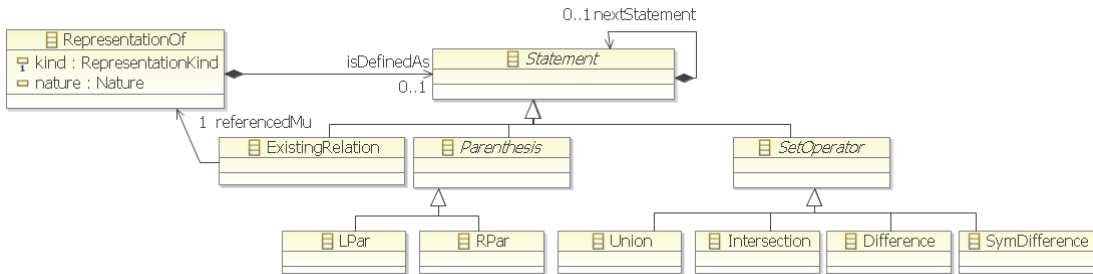 0..1 nextStatement
RepresentationOf
kind : RepresentationKind
nature : Nature
isDefinedAs
0..1
Statement
1 referencedMu
ExistingRelation
Parenthesis
SetOperator
LPar
RPar
Union
Intersection
Difference
SymDifference